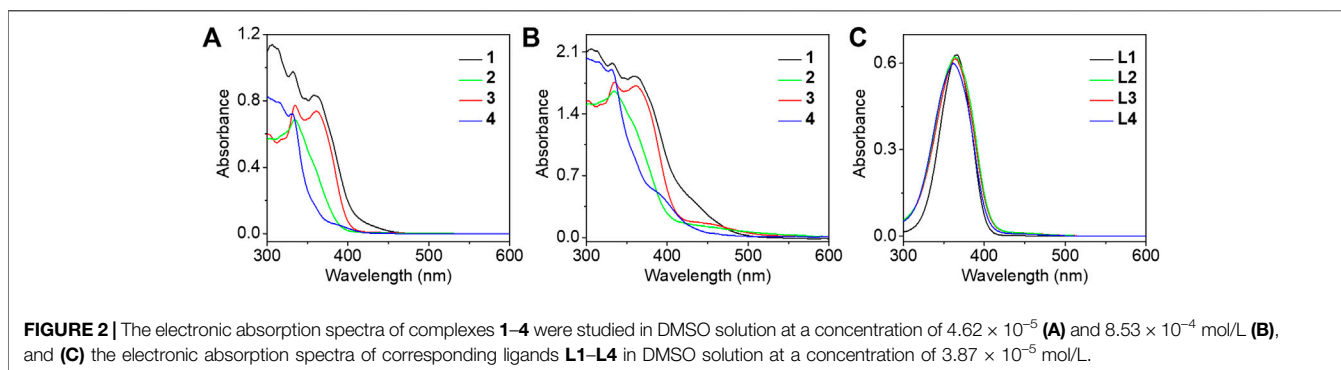 A
B
C
1.2
0.8
0.4
0.0
Absorbance
300
400
500
600
Wavelength (nm)
1
2
3
4
2.1
1.4
0.7
0.0
Absorbance
300
400
500
600
Wavelength (nm)
1
2
3
4
0.6
0.3
0.0
Absorbance
300
400
500
600
Wavelength (nm)
L1
L2
L3
L4
FIGURE 2 | The electronic absorption spectra of complexes 1–4 were studied in DMSO solution at a concentration of 4.62 × 10⁻⁵ (A) and 8.53 × 10⁻⁴ mol/L (B),
and (C) the electronic absorption spectra of corresponding ligands L1–L4 in DMSO solution at a concentration of 3.87 × 10⁻⁵ mol/L.